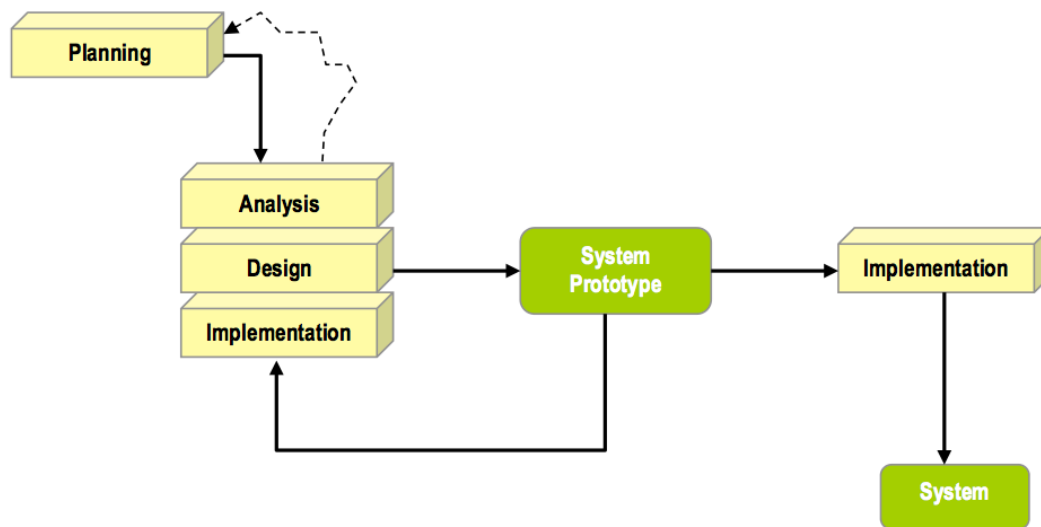 Planning
Analysis
Design
Implementation
System
Prototype
Implementation
System